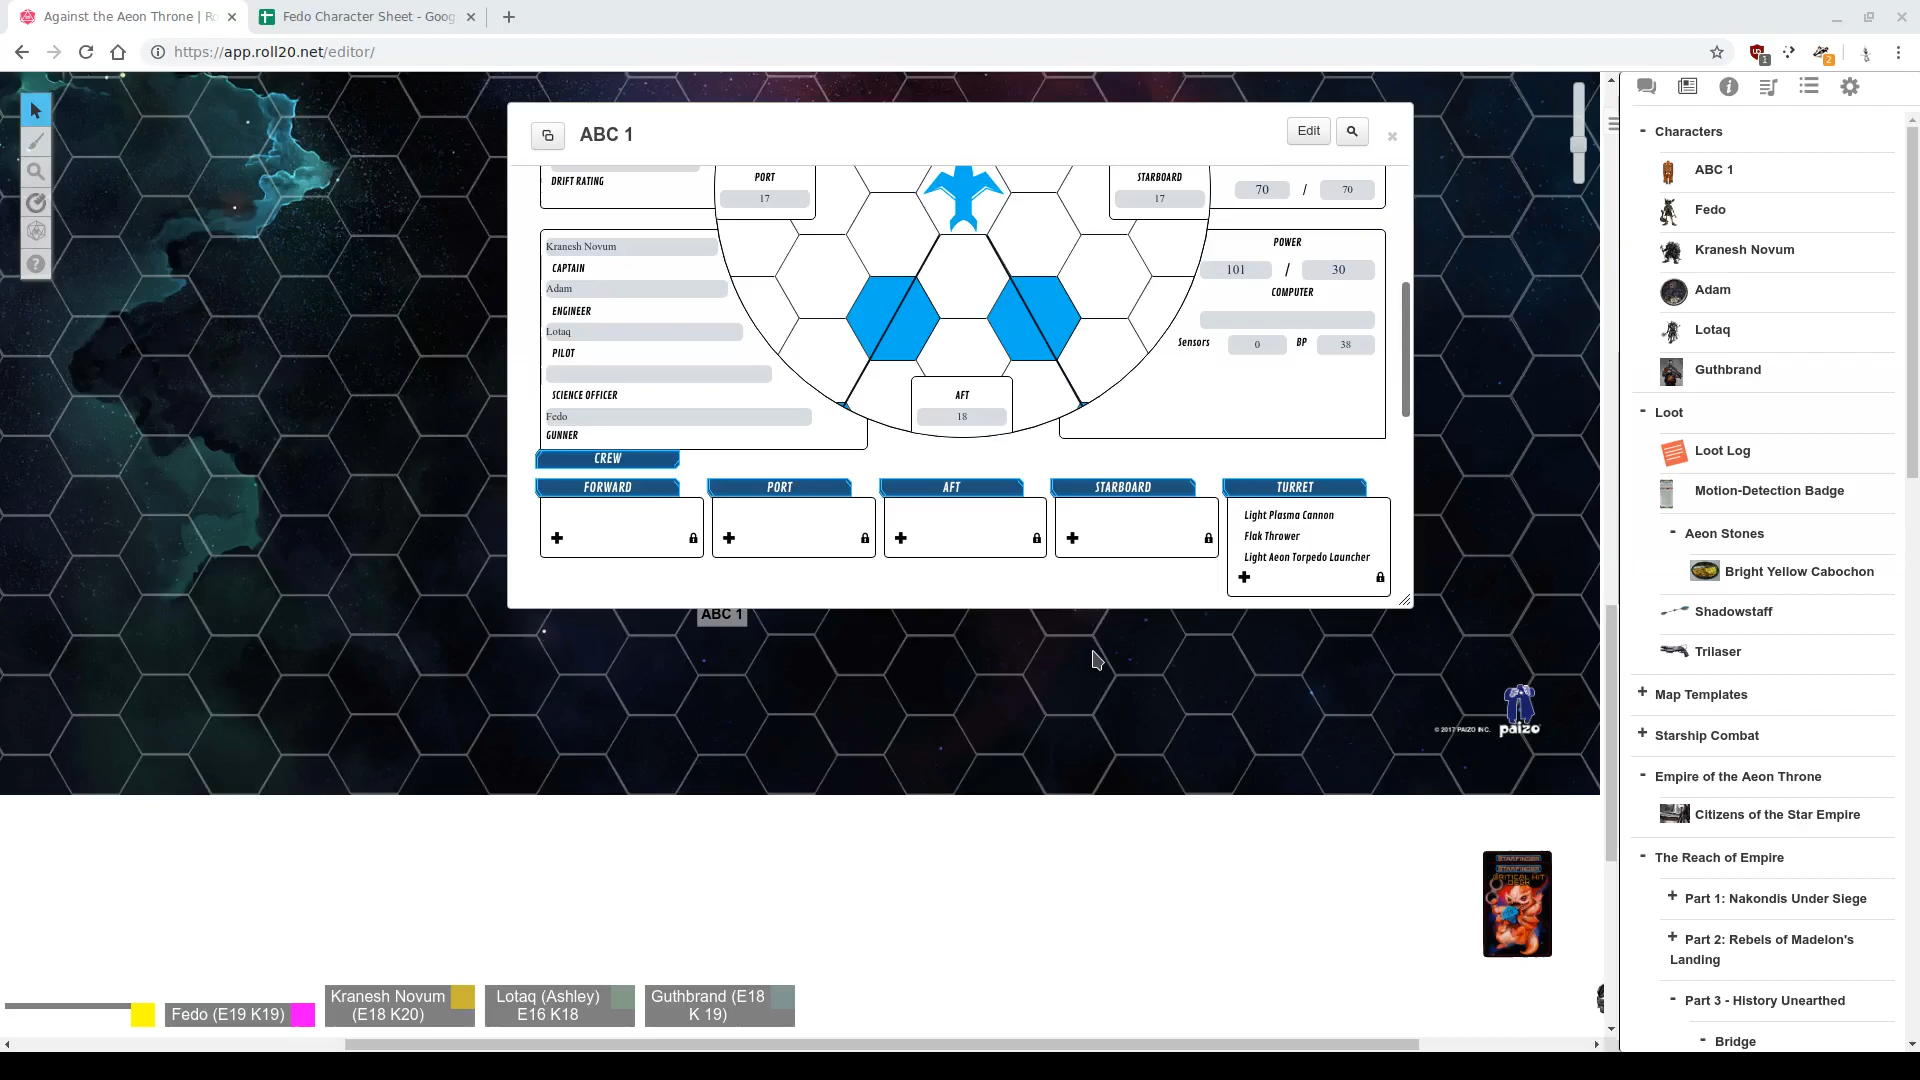 Against the Aeon Throne | Ro
Fedo Character Sheet - Goog
https://app.roll20.net/editor/
1
2
ABC 1
Edit
DRIFT RATING
PORT
17
STARBOARD
17
70 / 70
Kranesh Novum
CAPTAIN
Adam
ENGINEER
Lotaq
PILOT
SCIENCE OFFICER
Fedo
GUNNER
CREW
AFT
18
POWER
101 / 30
COMPUTER
Sensors 0 BP 38
FORWARD
PORT
AFT
STARBOARD
TURRET
Light Plasma Cannon
Flak Thrower
Light Aeon Torpedo Launcher
ABC 1
© 2017 PAIZO INC.
paizo
STARFINDER
CRITICAL HIT
DECK
Fedo (E19 K19)
Kranesh Novum
(E18 K20)
Lotaq (Ashley)
E16 K18
Guthbrand (E18
K 19)
Characters
ABC 1
Fedo
Kranesh Novum
Adam
Lotaq
Guthbrand
Loot
Loot Log
Motion-Detection Badge
Aeon Stones
Bright Yellow Cabochon
Shadowstaff
Trilaser
Map Templates
Starship Combat
Empire of the Aeon Throne
Citizens of the Star Empire
The Reach of Empire
Part 1: Nakondis Under Siege
Part 2: Rebels of Madelon's
Landing
Part 3 - History Unearthed
Bridge